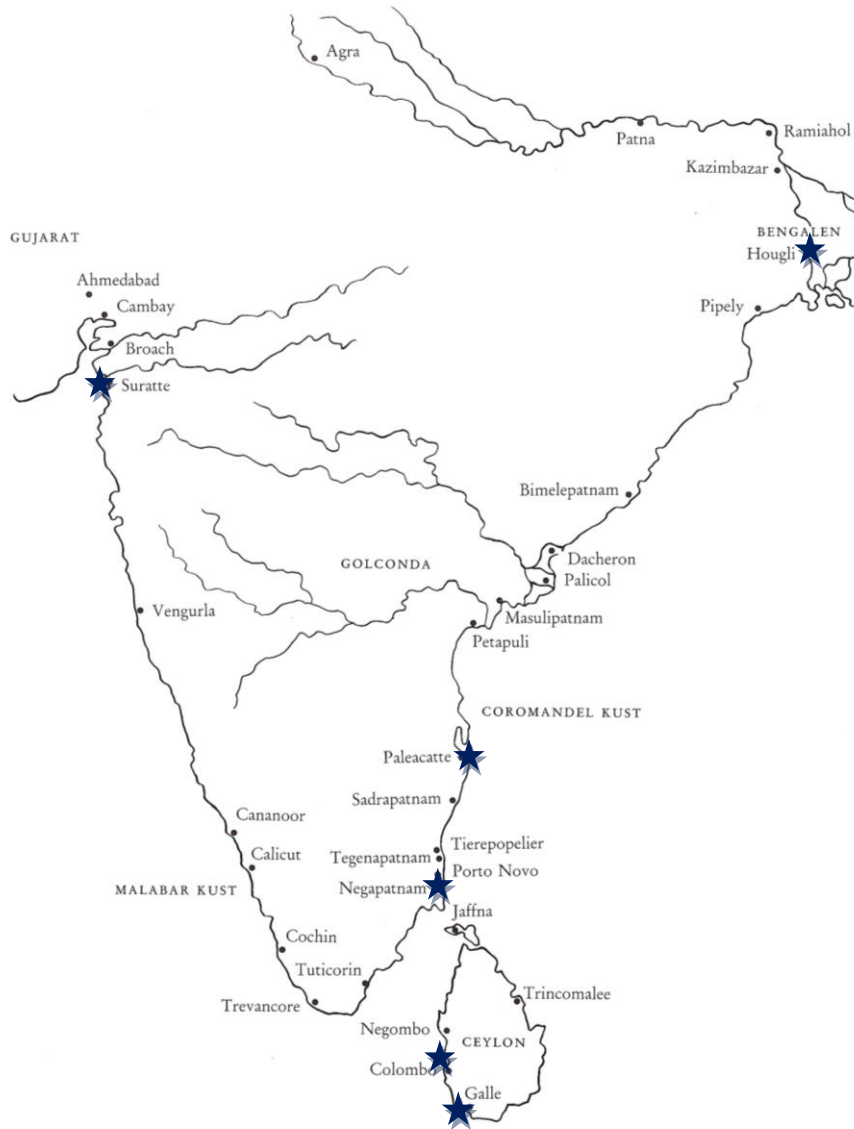 Agra
Patna
Ramiahol
Kazimbazar
GUJARAT
BENGALEN
Hougli
Ahmedabad
Cambay
Pipely
Broach
Suratte
Bimelepatnam
Dacheron
GOLCONDA
Palicol
Vengurla
Masulipatnam
Petapuli
COROMANDEL KUST
Paleacatte
Sadrapatnam
Cananoor
Tierepopelier
Calicut
Tegenapatnam
Porto Novo
MALABAR KUST
Negapatnam
Jaffna
Cochin
Tuticorin
Trincomalee
Trevancore
Negombo
CEYLON
Colombo
Galle